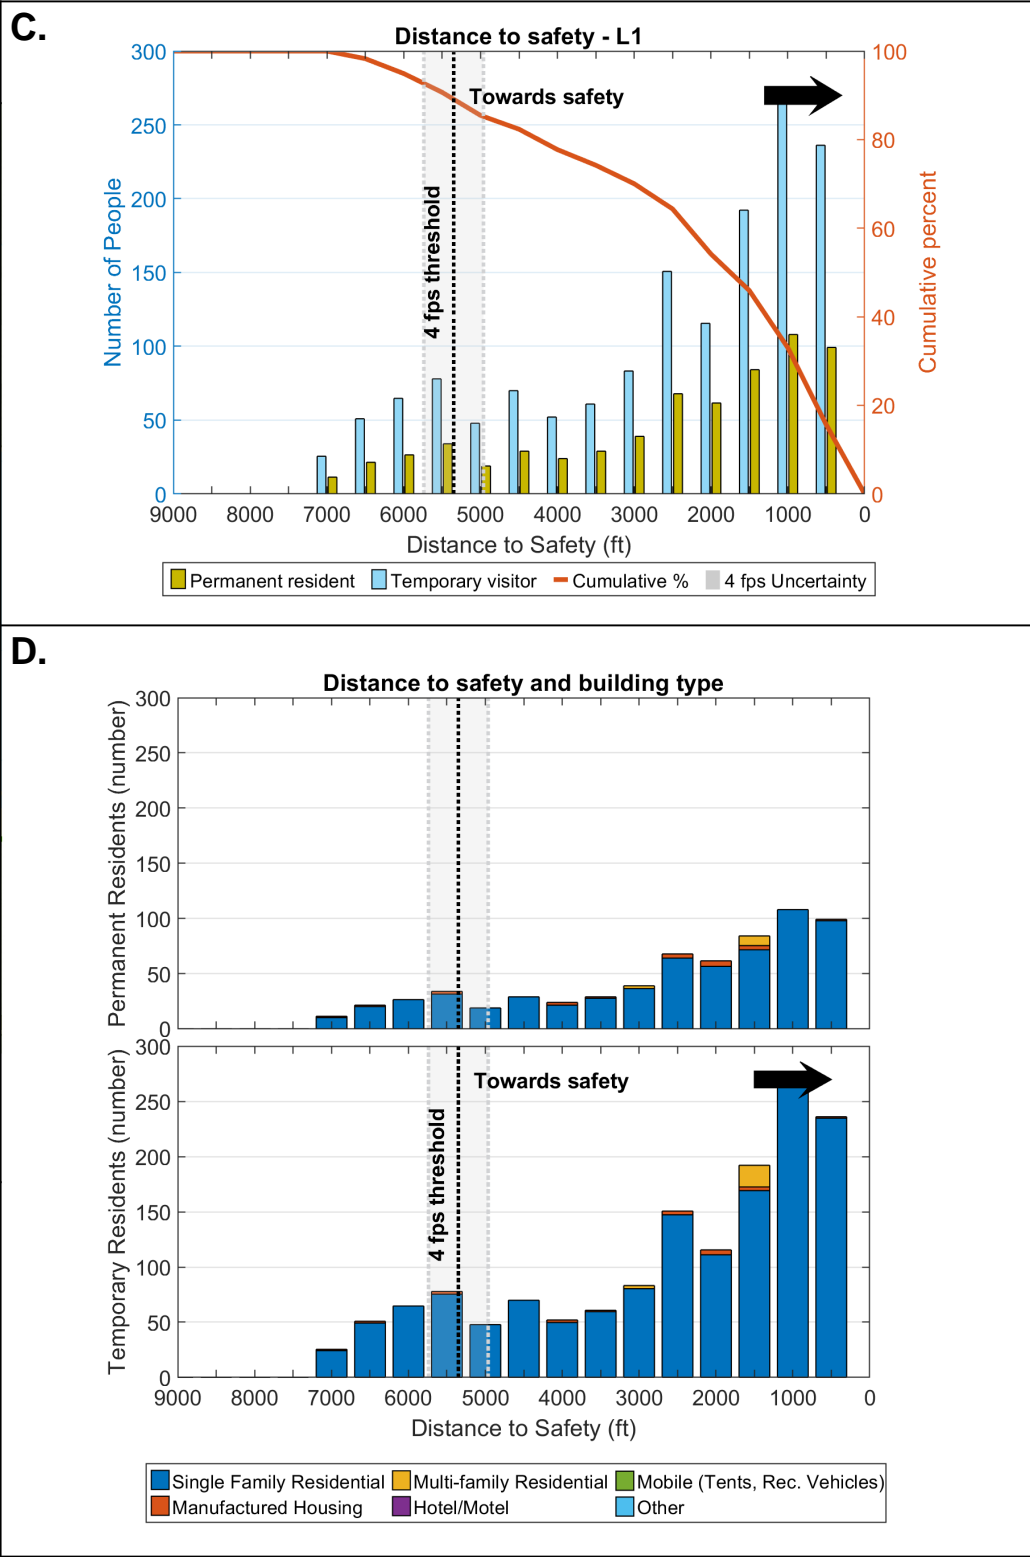 C.
Distance to safety - L1
300
250
200
150
100
50
0
Number of People
100
80
60
40
20
0
Cumulative percent
Towards safety
4 fps threshold
9000 8000 7000 6000 5000 4000 3000 2000 1000 0
Distance to Safety (ft)
Permanent resident Temporary visitor Cumulative % 4 fps Uncertainty
D.
Distance to safety and building type
300
250
200
150
100
50
0
Permanent Residents (number)
300
250
200
150
100
50
0
Temporary Residents (number)
Towards safety
4 fps threshold
9000 8000 7000 6000 5000 4000 3000 2000 1000 0
Distance to Safety (ft)
Single Family Residential Multi-family Residential Mobile (Tents, Rec. Vehicles)
Manufactured Housing Hotel/Motel Other